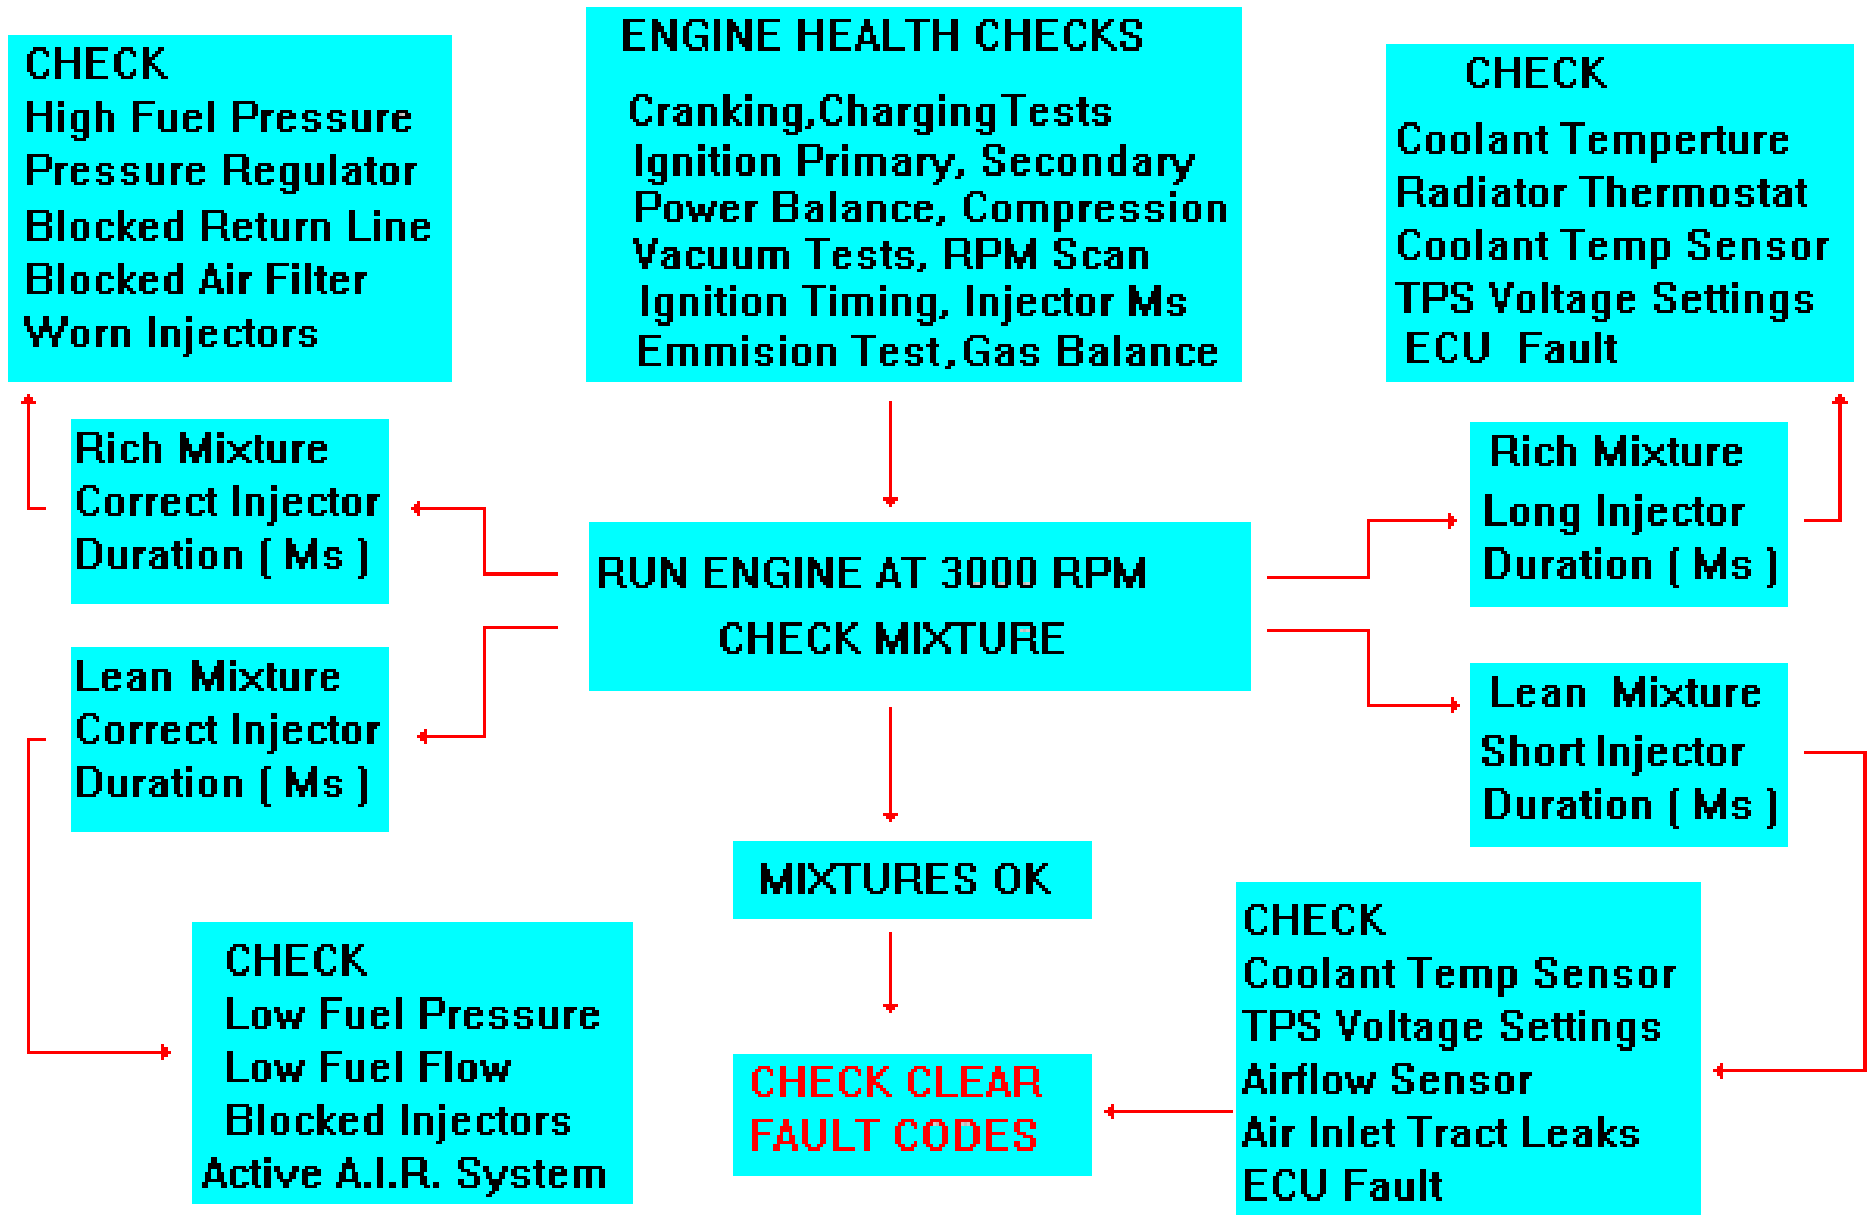 CHECK
High Fuel Pressure
Pressure Regulator
Blocked Return Line
Blocked Air Filter
Worn Injectors
ENGINE HEALTH CHECKS
Cranking,ChargingTests
Ignition Primary, Secondary
Power Balance, Compression
Vacuum Tests, RPM Scan
Ignition Timing, Injector Ms
Emmision Test,Gas Balance
CHECK
Coolant Temperture
Radiator Thermostat
Coolant Temp Sensor
TPS Voltage Settings
ECU Fault
Rich Mixture
Correct Injector
Duration ( Ms )
RUN ENGINE AT 3000 RPM
CHECK MIXTURE
Rich Mixture
Long Injector
Duration ( Ms )
Lean Mixture
Correct Injector
Duration ( Ms )
Lean Mixture
Short Injector
Duration ( Ms )
MIXTURES OK
CHECK
Low Fuel Pressure
Low Fuel Flow
Blocked Injectors
Active A.I.R. System
CHECK CLEAR
FAULT CODES
CHECK
Coolant Temp Sensor
TPS Voltage Settings
Airflow Sensor
Air Inlet Tract Leaks
ECU Fault